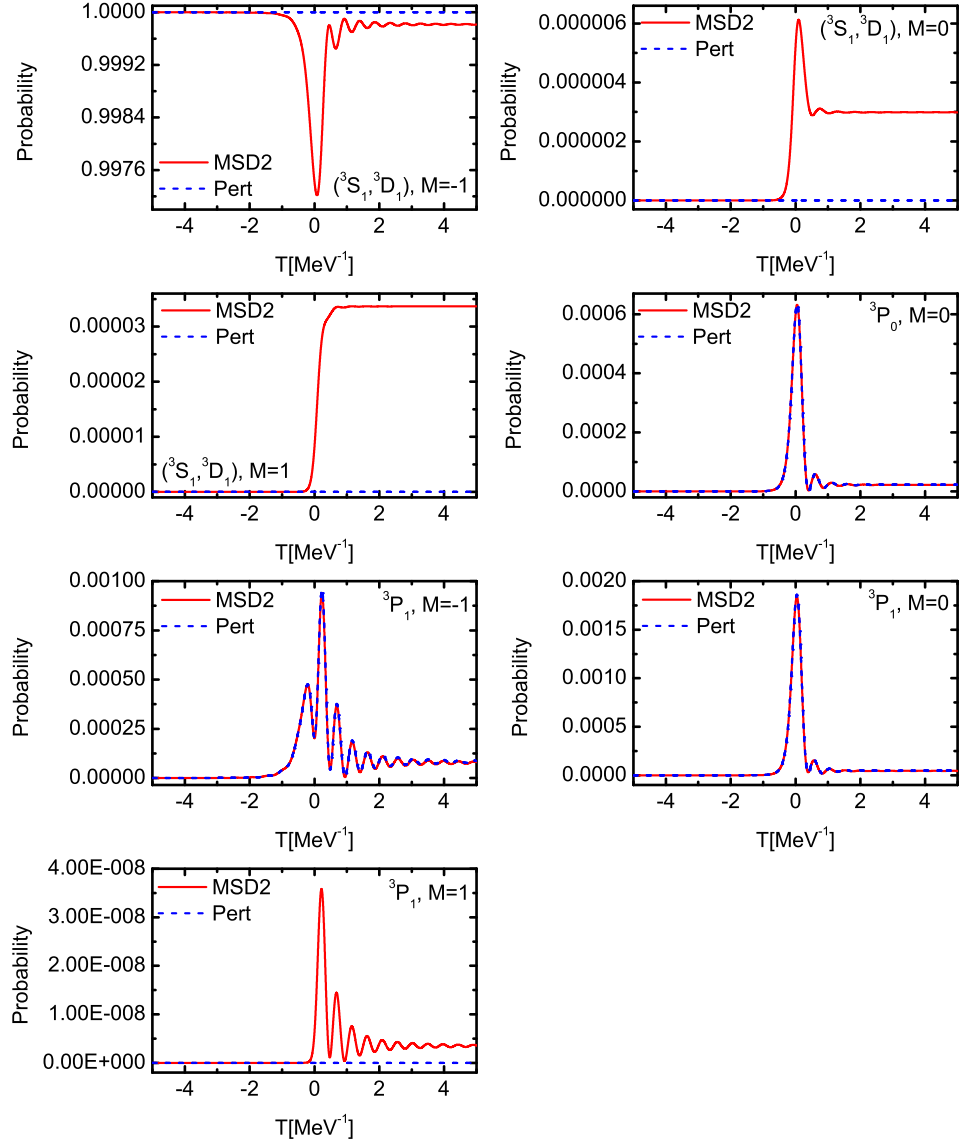 1.0000
0.9992
0.9984
0.9976
Probability
MSD2
Pert
(³S₁,³D₁), M=-1
-4 -2 0 2 4
T[MeV⁻¹]
0.000006
0.000004
0.000002
0.000000
Probability
MSD2
Pert
(³S₁,³D₁), M=0
-4 -2 0 2 4
T[MeV⁻¹]
0.00003
0.00002
0.00001
0.00000
Probability
MSD2
Pert
(³S₁,³D₁), M=1
-4 -2 0 2 4
T[MeV⁻¹]
0.0006
0.0004
0.0002
0.0000
Probability
MSD2
Pert
³P₀, M=0
-4 -2 0 2 4
T[MeV⁻¹]
0.00100
0.00075
0.00050
0.00025
0.00000
Probability
MSD2
Pert
³P₁, M=-1
-4 -2 0 2 4
T[MeV⁻¹]
0.0020
0.0015
0.0010
0.0005
0.0000
Probability
MSD2
Pert
³P₁, M=0
-4 -2 0 2 4
T[MeV⁻¹]
4.00E-008
3.00E-008
2.00E-008
1.00E-008
0.00E+000
Probability
MSD2
Pert
³P₁, M=1
-4 -2 0 2 4
T[MeV⁻¹]